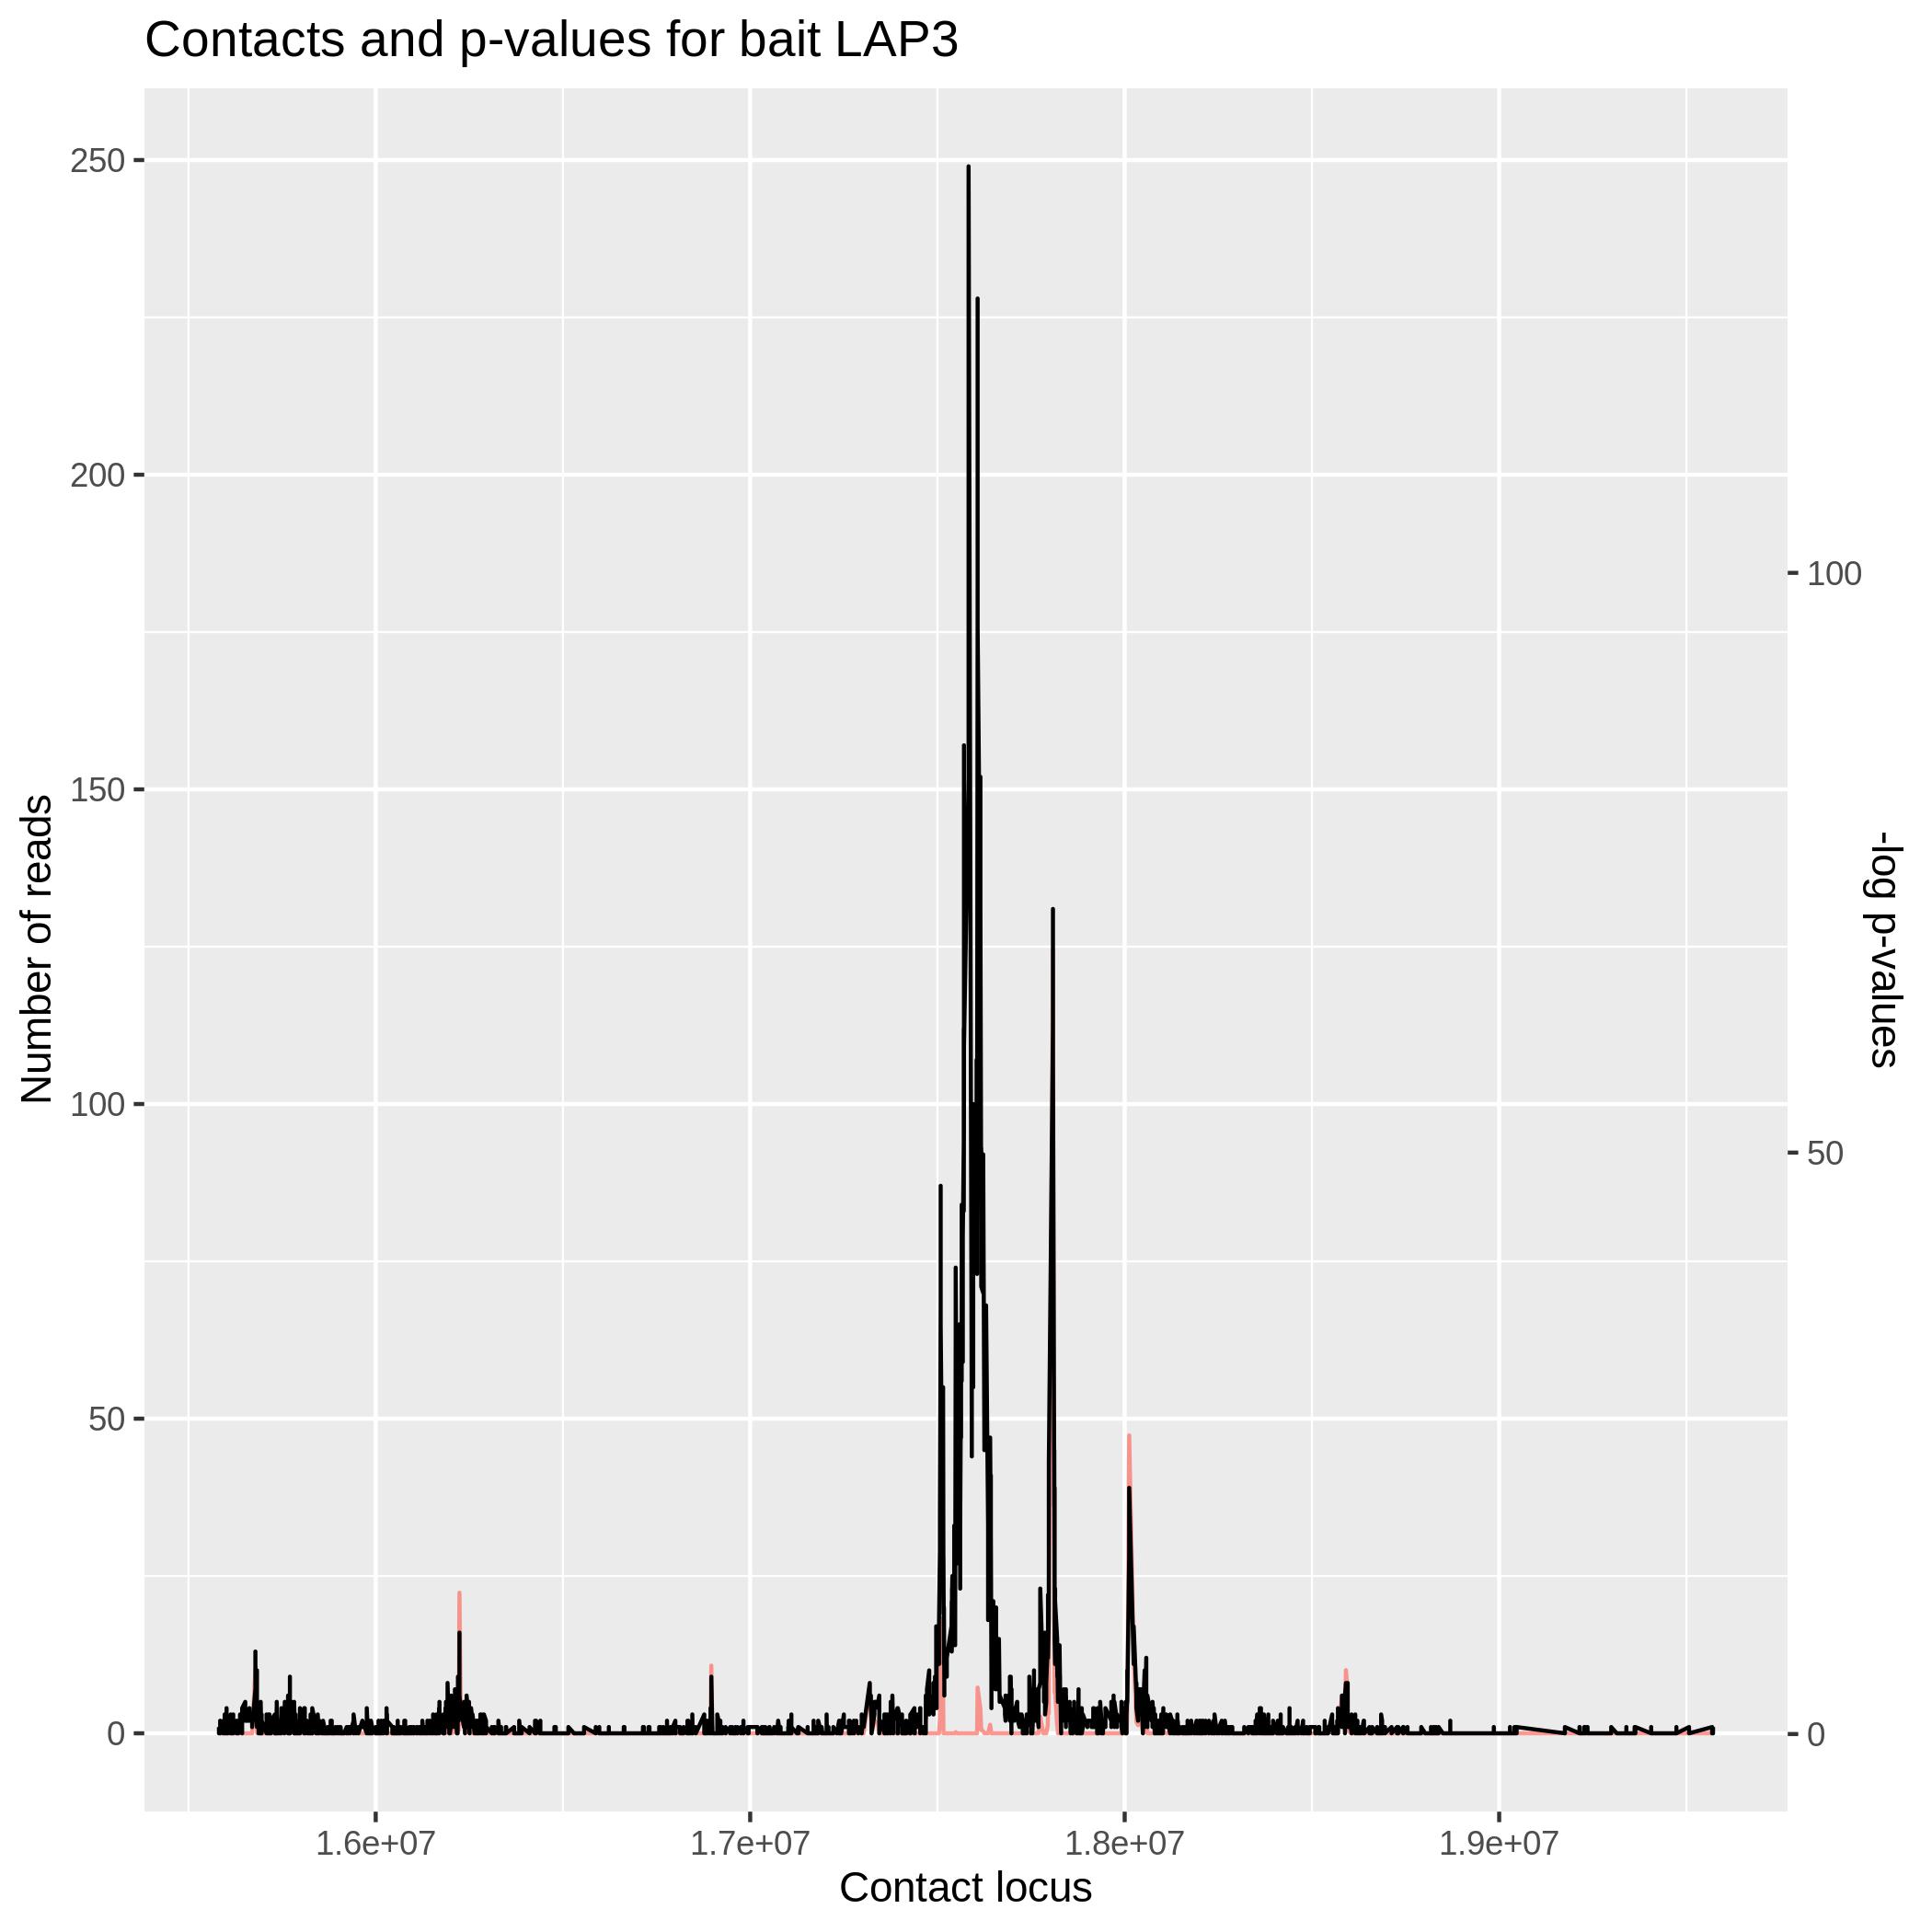 Contacts and p-values for bait LAP3
Number of reads
250
200
150
100
50
0
100
50
0
-log p-values
1.6e+07
1.7e+07
1.8e+07
1.9e+07
Contact locus